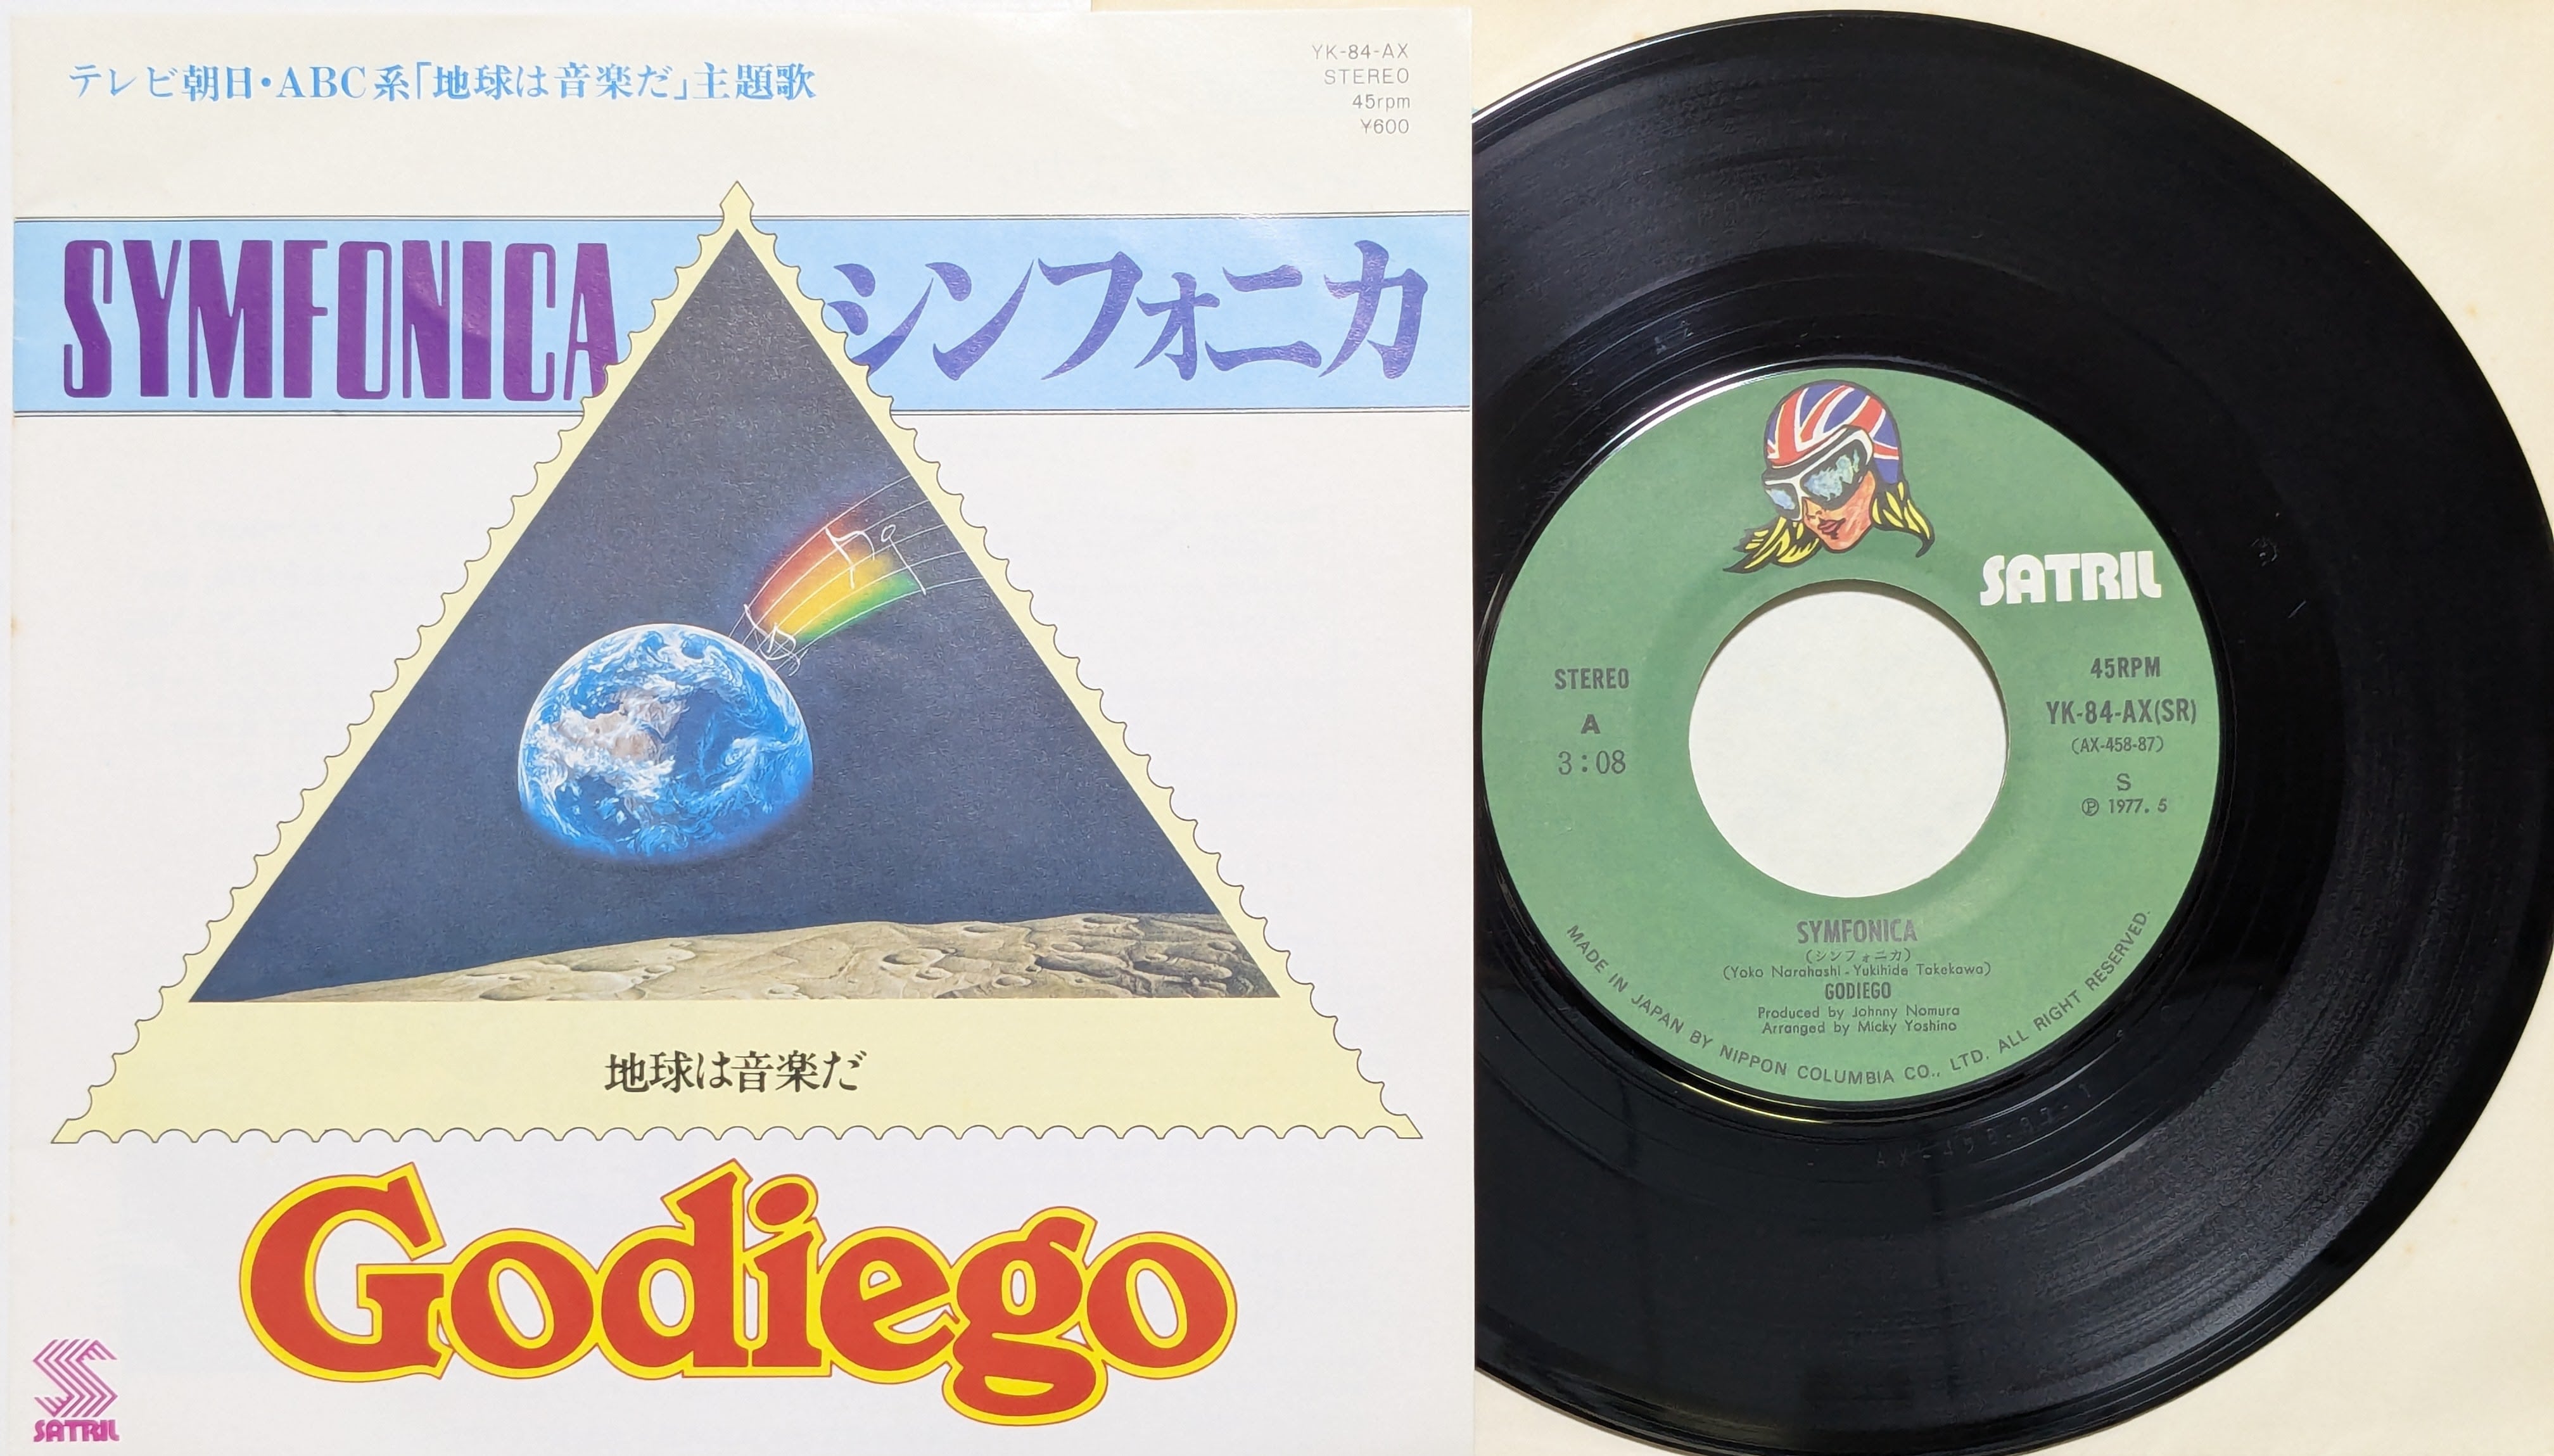 テレビ朝日・ABC系「地球は音楽だ」主題歌
YK-84-AX
STEREO
45rpm
¥600
SYMFONICA
シンフォニカ
地球は音楽だ
Godiego
SATRIL
SATRIL
STEREO
A
3:08
45RPM
YK-84-AX(SR)
(AX-458-87)
S
Ⓟ 1977. 5
SYMFONICA
(シンフォニカ)
(Yoko Narahashi - Yukihide Takekawa)
GODIEGO
Produced by Johnny Nomura
Arranged by Micky Yoshino
MADE IN JAPAN BY NIPPON COLUMBIA CO., LTD. ALL RIGHT RESERVED.